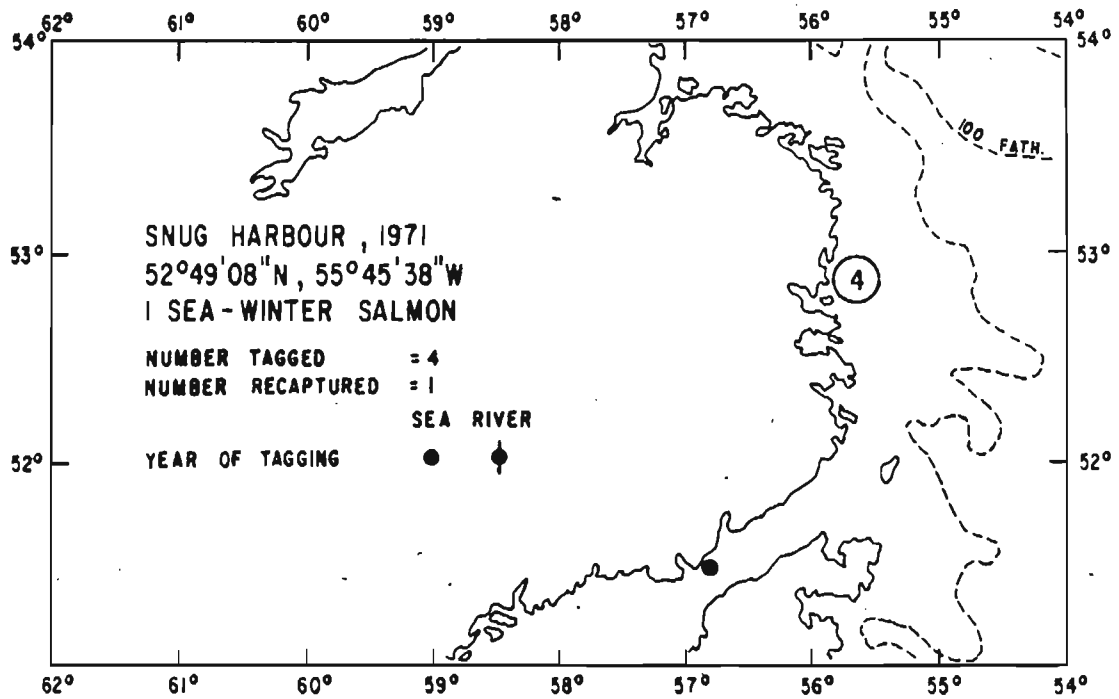 62° 61° 60° 59° 58° 57° 56° 55° 54°
54° 54°
100 FATH.
SNUG HARBOUR, 1971
53° 53°
52°49'08"N, 55°45'38"W
4
1 SEA-WINTER SALMON
NUMBER TAGGED = 4
NUMBER RECAPTURED = 1
SEA RIVER
YEAR OF TAGGING
52° 52°
62° 61° 60° 59° 58° 57° 56° 55° 54°